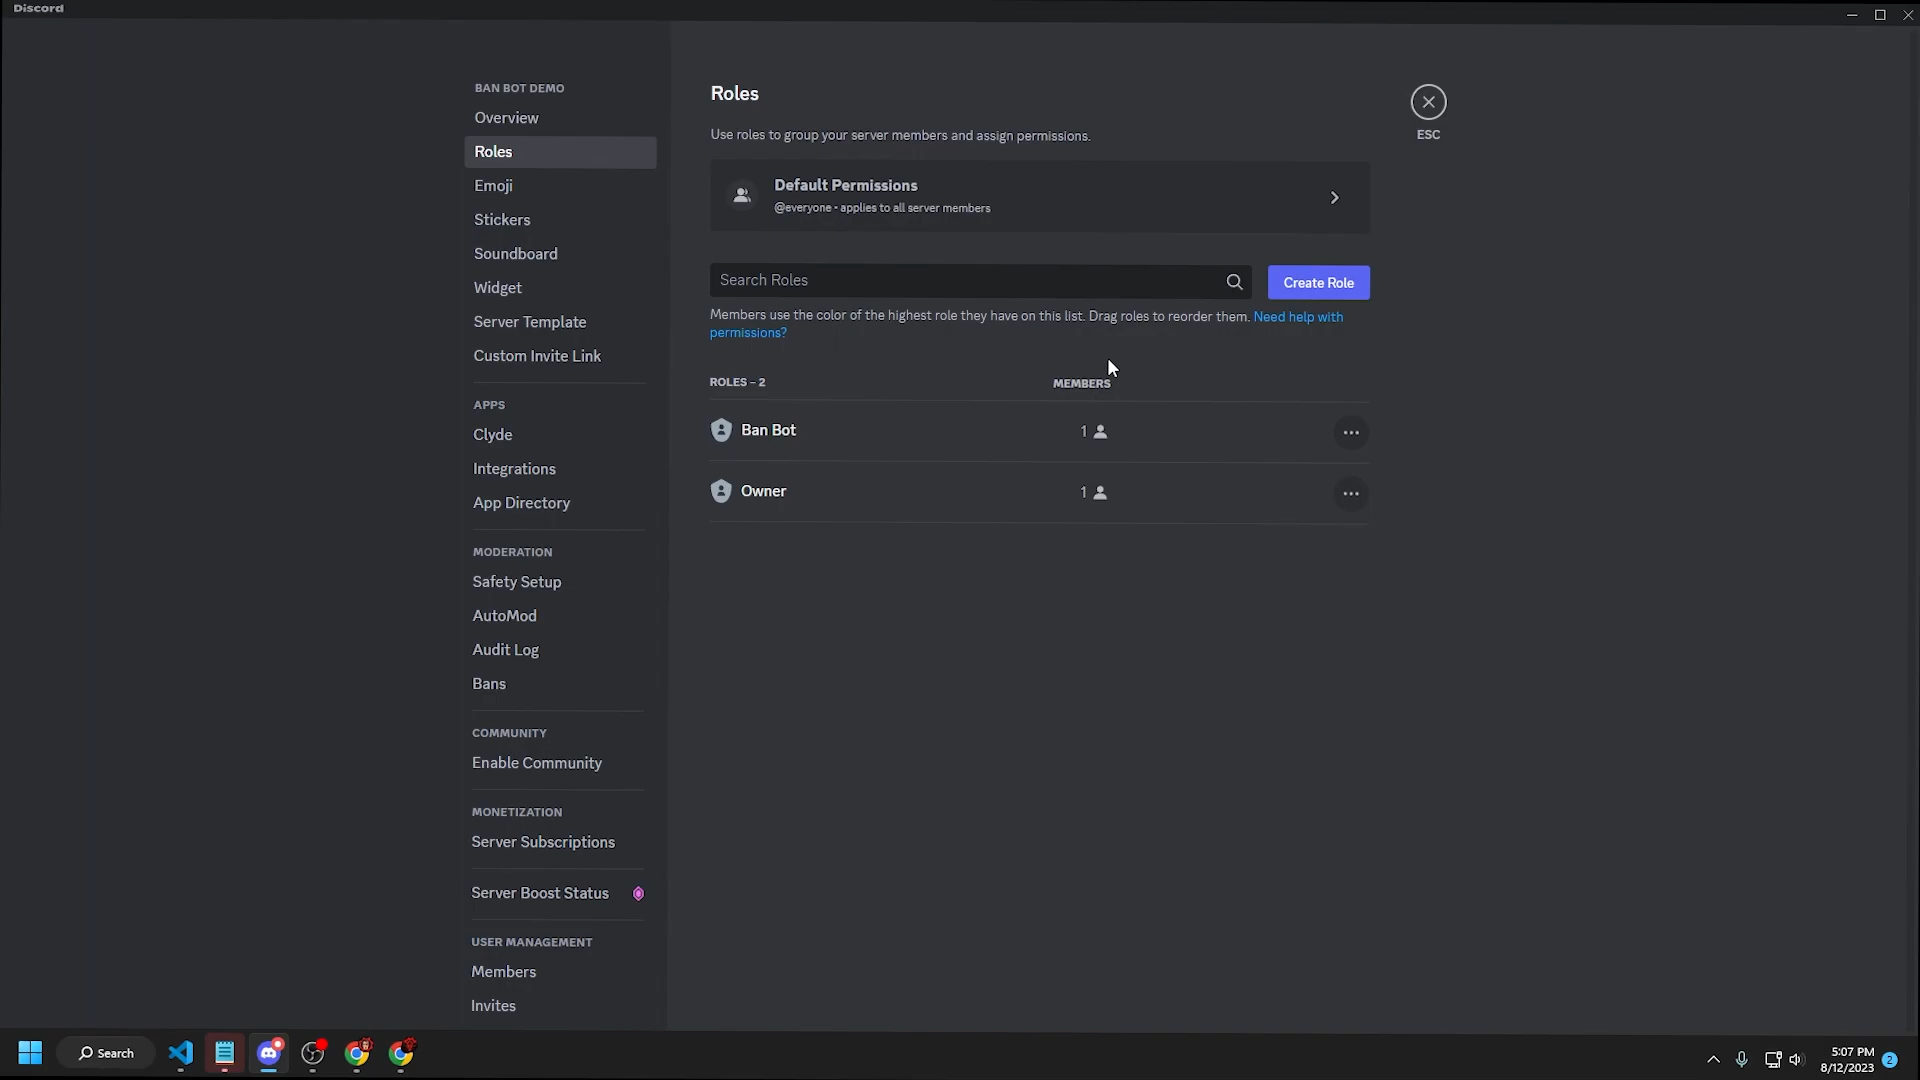 Discord
BAN BOT DEMO
Overview
Roles
Emoji
Stickers
Soundboard
Widget
Server Template
Custom Invite Link
APPS
Clyde
Integrations
App Directory
MODERATION
Safety Setup
AutoMod
Audit Log
Bans
COMMUNITY
Enable Community
MONETIZATION
Server Subscriptions
Server Boost Status
USER MANAGEMENT
Members
Invites
Roles
Use roles to group your server members and assign permissions.
Default Permissions
@everyone • applies to all server members
Search Roles
Create Role
Members use the color of the highest role they have on this list. Drag roles to reorder them. Need help with
permissions?
ROLES – 2 MEMBERS
Ban Bot 1
Owner 1
ESC
Search
5:07 PM
8/12/2023
2